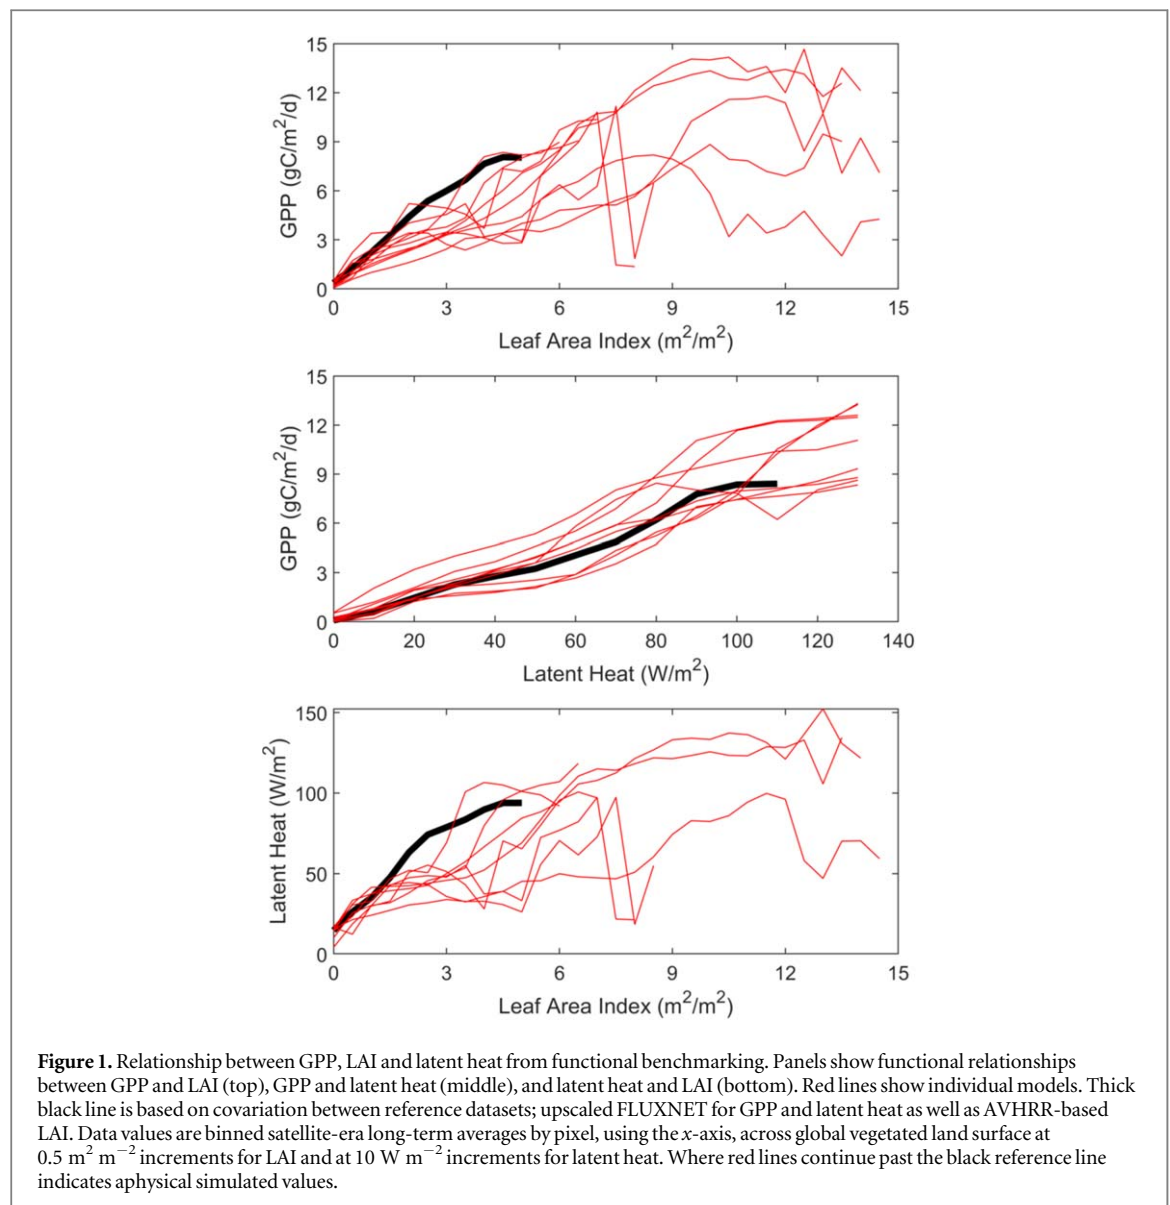 15
12
9
6
3
0
GPP (gC/m²/d)
0 3 6 9 12 15
Leaf Area Index (m²/m²)
15
12
9
6
3
0
GPP (gC/m²/d)
0 20 40 60 80 100 120 140
Latent Heat (W/m²)
150
100
50
0
Latent Heat (W/m²)
0 3 6 9 12 15
Leaf Area Index (m²/m²)
Figure 1. Relationship between GPP, LAI and latent heat from functional benchmarking. Panels show functional relationships
between GPP and LAI (top), GPP and latent heat (middle), and latent heat and LAI (bottom). Red lines show individual models. Thick
black line is based on covariation between reference datasets; upscaled FLUXNET for GPP and latent heat as well as AVHRR-based
LAI. Data values are binned satellite-era long-term averages by pixel, using the x-axis, across global vegetated land surface at
0.5 m² m⁻² increments for LAI and at 10 W m⁻² increments for latent heat. Where red lines continue past the black reference line
indicates aphysical simulated values.